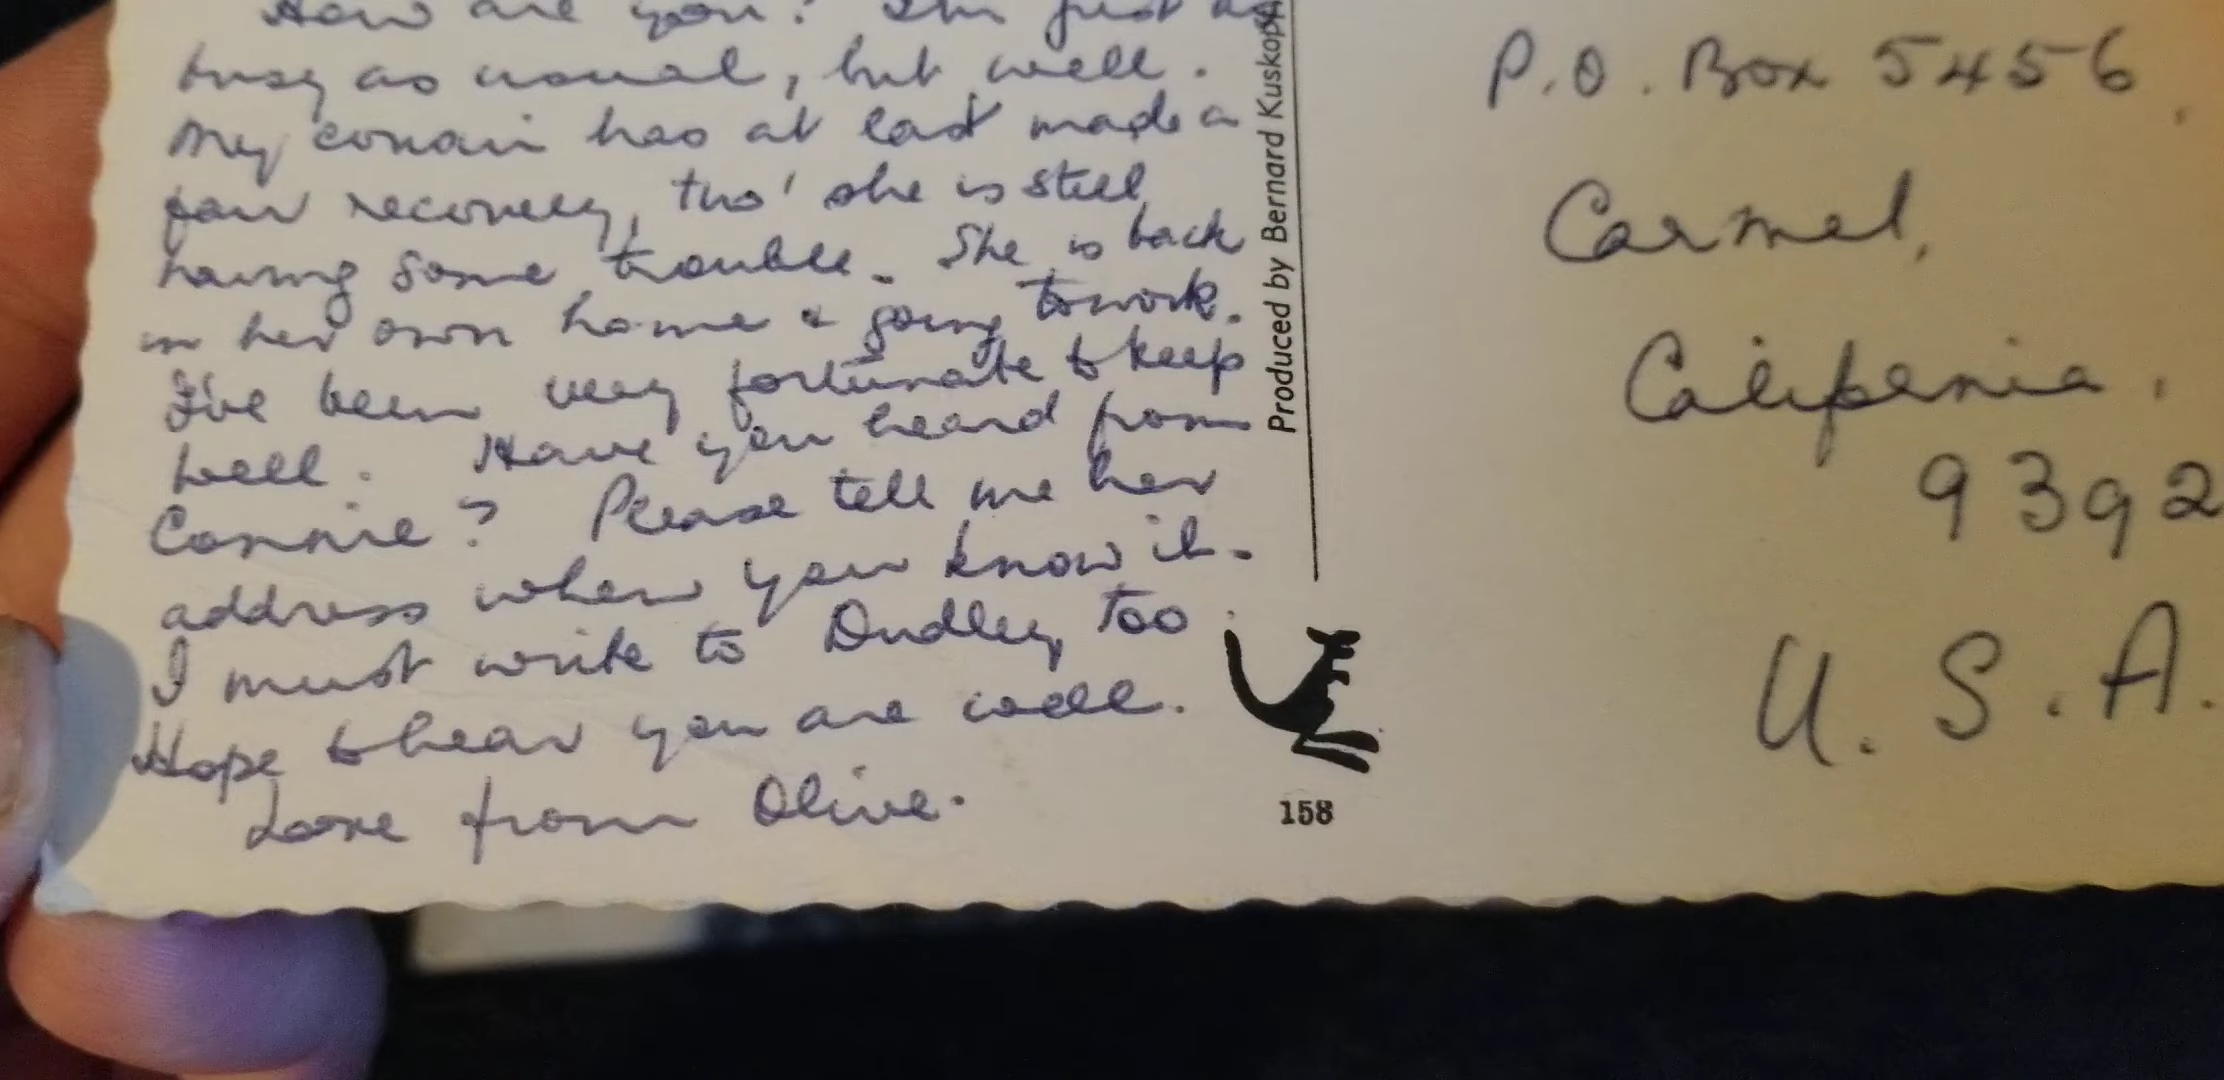 How are you? I'm just as
busy as usual, but well.
My cousin has at last made a
fair recovery, tho' she is still
having some trouble. She is back
in her own home & going to work.
I've been very fortunate to keep
well. Have you heard from
Connie? Please tell me her
address when you know it.
I must write to Dudley too.
Hope to hear you are well.
Love from Olive.
Produced by Bernard Kuskopf
158
P.O. Box 5456,
Carmel,
California,
9392
U.S.A.